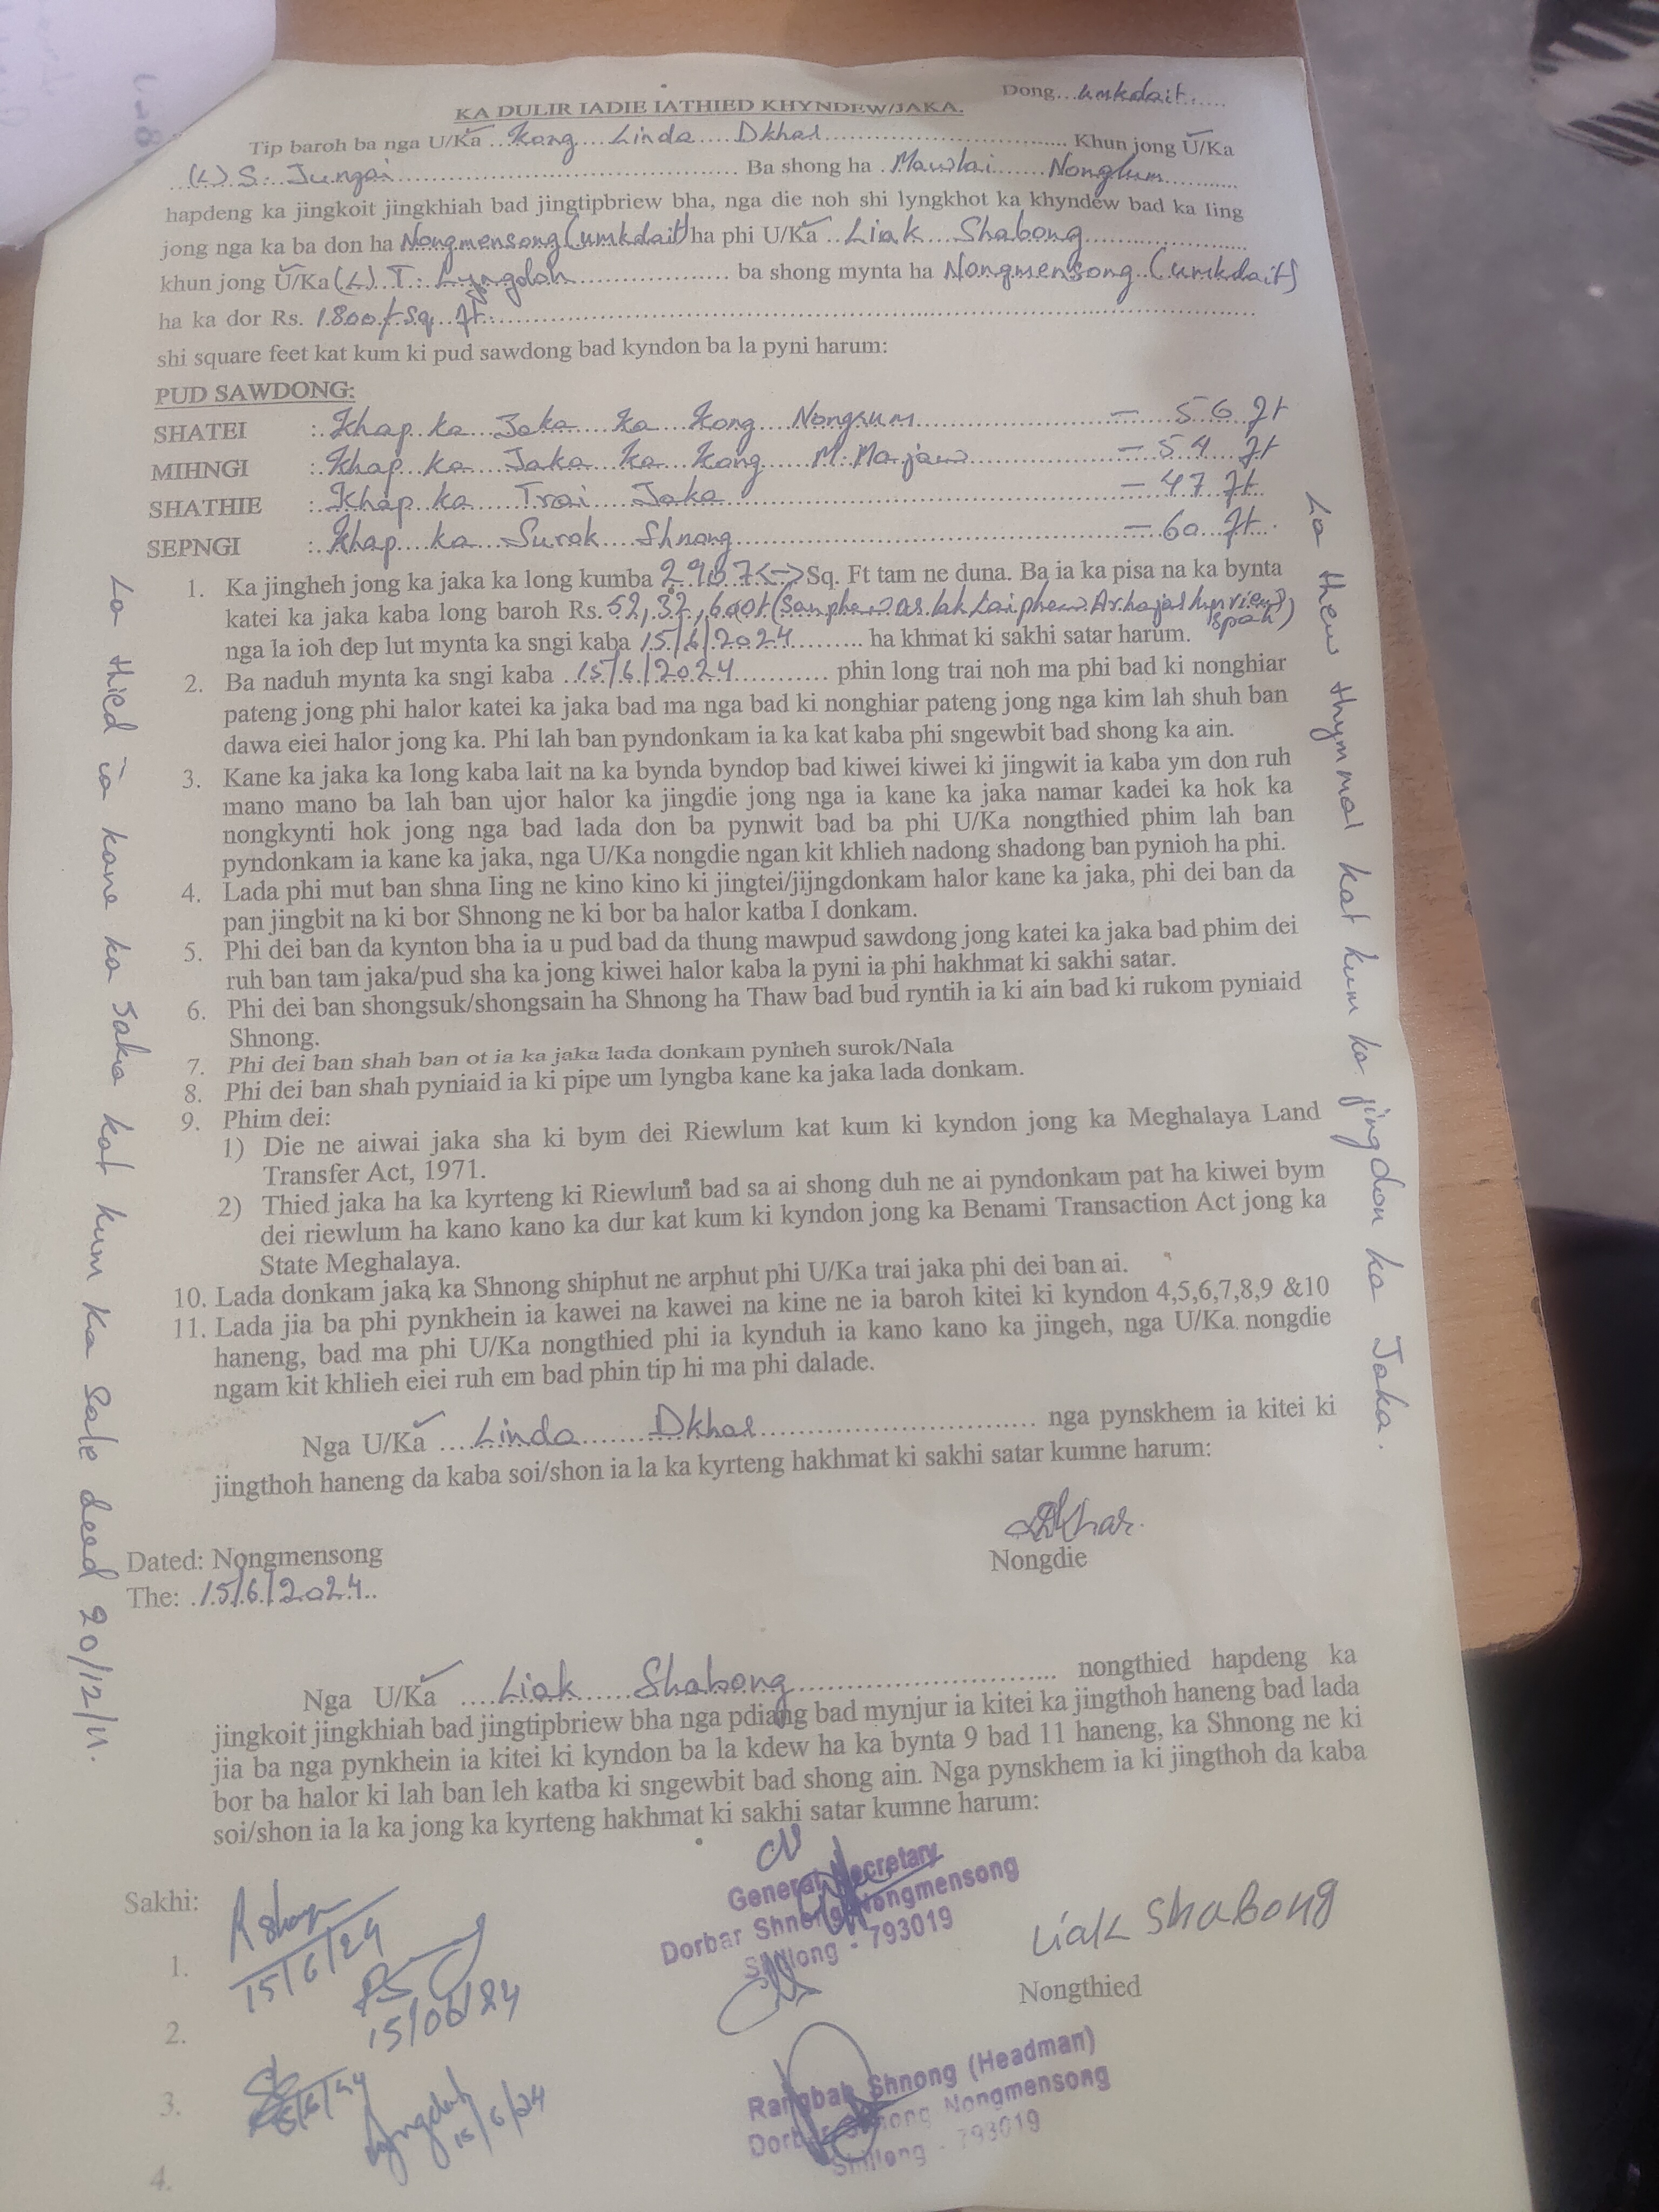 Dong...umkdait......
KA DULIR IADIE IATHIED KHYNDEW/JAKA.
Tip baroh ba nga U/Ka ..Kong....Linda....Dkhar.......................................... Khun jong U/Ka
(L) S. Jungai.................................................. Ba shong ha .Mawlai......Nonglum...........
hapdeng ka jingkoit jingkhiah bad jingtipbriew bha, nga die noh shi lyngkhot ka khyndew bad ka Iing
jong nga ka ba don ha Nongmensong (umkdait) ha phi U/Ka ..Liak....Shabong........................
khun jong U/Ka (L) T. Lyngdoh...................... ba shong mynta ha Nongmensong (umkdait)
ha ka dor Rs. 1800/- Sq. ft.................................................................................
shi square feet kat kum ki pud sawdong bad kyndon ba la pyni harum:
PUD SAWDONG:
SHATEI : Khap ka Jaka ka Kong Nongrum.......................... – 56 ft
MIHNGI : Khap ka Jaka ka Kong M. Marjaw....................... – 54 ft
SHATHIE : Khap ka Trai Jaka............................................. – 47 ft.
SEPNGI : Khap ka Surok Shnong........................................ – 60 ft.
1. Ka jingheh jong ka jaka ka long kumba 2907 <-> Sq. Ft tam ne duna. Ba ia ka pisa na ka bynta
katei ka jaka kaba long baroh Rs. 52,32,600/- (Sanphew ar lak laiphew Ar hajar hynriew
spah)
nga la ioh dep lut mynta ka sngi kaba 15/6/2024.......... ha khmat ki sakhi satar harum.
2. Ba naduh mynta ka sngi kaba ..15/6/2024............. phin long trai noh ma phi bad ki nonghiar
pateng jong phi halor katei ka jaka bad ma nga bad ki nonghiar pateng jong nga kim lah shuh ban
dawa eiei halor jong ka. Phi lah ban pyndonkam ia ka kat kaba phi sngewbit bad shong ka ain.
3. Kane ka jaka ka long kaba lait na ka bynda byndop bad kiwei kiwei ki jingwit ia kaba ym don ruh
mano mano ba lah ban ujor halor ka jingdie jong nga ia kane ka jaka namar kadei ka hok ka
nongkynti hok jong nga bad lada don ba pynwit bad ba phi U/Ka nongthied phim lah ban
pyndonkam ia kane ka jaka, nga U/Ka nongdie ngan kit khlieh nadong shadong ban pynioh ha phi.
4. Lada phi mut ban shna Iing ne kino kino ki jingtei/jijngdonkam halor kane ka jaka, phi dei ban da
pan jingbit na ki bor Shnong ne ki bor ba halor katba I donkam.
5. Phi dei ban da kynton bha ia u pud bad da thung mawpud sawdong jong katei ka jaka bad phim dei
ruh ban tam jaka/pud sha ka jong kiwei halor kaba la pyni ia phi hakhmat ki sakhi satar.
6. Phi dei ban shongsuk/shongsain ha Shnong ha Thaw bad bud ryntih ia ki ain bad ki rukom pyniaid
Shnong.
7. Phi dei ban shah ban ot ia ka jaka lada donkam pynheh surok/Nala
8. Phi dei ban shah pyniaid ia ki pipe um lyngba kane ka jaka lada donkam.
9. Phim dei:
1) Die ne aiwai jaka sha ki bym dei Riewlum kat kum ki kyndon jong ka Meghalaya Land
Transfer Act, 1971.
2) Thied jaka ha ka kyrteng ki Riewlum bad sa ai shong duh ne ai pyndonkam pat ha kiwei bym
dei riewlum ha kano kano ka dur kat kum ki kyndon jong ka Benami Transaction Act jong ka
State Meghalaya.
10. Lada donkam jaka ka Shnong shiphut ne arphut phi U/Ka trai jaka phi dei ban ai.
11. Lada jia ba phi pynkhein ia kawei na kawei na kine ne ia baroh kitei ki kyndon 4,5,6,7,8,9 &10
haneng, bad ma phi U/Ka nongthied phi ia kynduh ia kano kano ka jingeh, nga U/Ka nongdie
ngam kit khlieh eiei ruh em bad phin tip hi ma phi dalade.
Nga U/Ka ....Linda.......Dkhar.................................... nga pynskhem ia kitei ki
jingthoh haneng da kaba soi/shon ia la ka kyrteng hakhmat ki sakhi satar kumne harum:
Dkhar.
Dated: Nongmensong
Nongdie
The: .15/6/2024..
Nga U/Ka ....Liak.....Shabong.................................. nongthied hapdeng ka
jingkoit jingkhiah bad jingtipbriew bha nga pdiang bad mynjur ia kitei ka jingthoh haneng bad lada
jia ba nga pynkhein ia kitei ki kyndon ba la kdew ha ka bynta 9 bad 11 haneng, ka Shnong ne ki
bor ba halor ki lah ban leh katba ki sngewbit bad shong ain. Nga pynskhem ia ki jingthoh da kaba
soi/shon ia la ka jong ka kyrteng hakhmat ki sakhi satar kumne harum:
Sakhi:
1.
15/6/24
2.
15/06/24
3.
Lyngdoh
15/6/24
4.
General Secretary
Dorbar Shnong Nongmensong
Shillong - 793019
Liak Shabong
Nongthied
Rangbah Shnong (Headman)
Dorbar Shnong Nongmensong
Shillong - 793019
La thied ia kane ka Jaka kat kum ka Sale deed 20/12/11.
La thew thymmai kat kum ka jingdon ka Jaka.